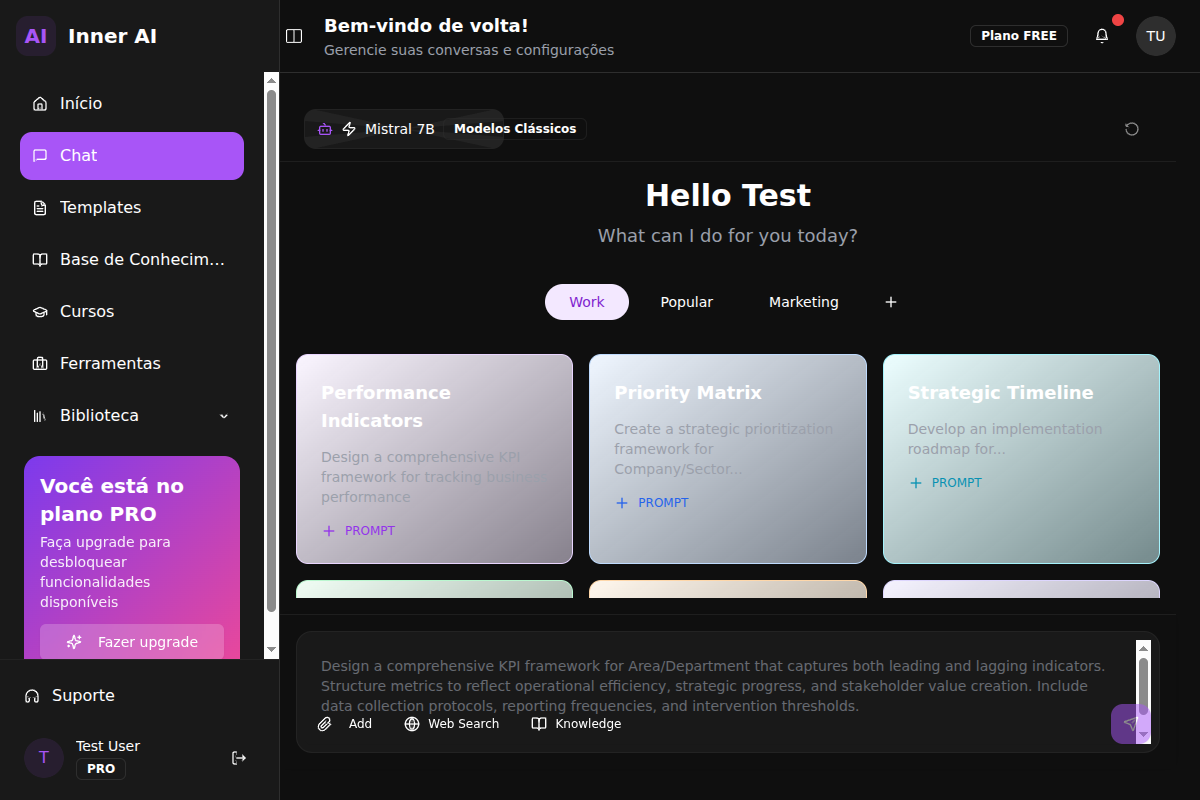 AI Inner AI
Início
Chat
Templates
Base de Conhecim...
Cursos
Ferramentas
Biblioteca
Você está no
plano PRO
Faça upgrade para
desbloquear
funcionalidades
disponíveis
Fazer upgrade
Suporte
T
Test User
PRO
Bem-vindo de volta!
Gerencie suas conversas e configurações
Plano FREE
TU
Mistral 7B
Modelos Clássicos
Hello Test
What can I do for you today?
Work Popular Marketing
Performance
Indicators
Design a comprehensive KPI
framework for tracking business
performance
PROMPT
Priority Matrix
Create a strategic prioritization
framework for
Company/Sector...
PROMPT
Strategic Timeline
Develop an implementation
roadmap for...
PROMPT
Design a comprehensive KPI framework for Area/Department that captures both leading and lagging indicators.
Structure metrics to reflect operational efficiency, strategic progress, and stakeholder value creation. Include
data collection protocols, reporting frequencies, and intervention thresholds.
Add Web Search Knowledge